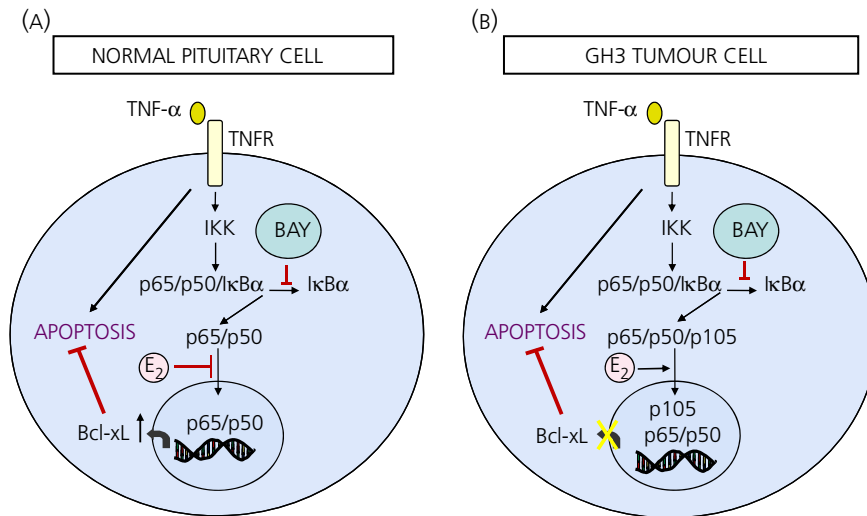 (A)
NORMAL PITUITARY CELL
TNF-α
TNFR
IKK
BAY
p65/p50/IκBα
IκBα
APOPTOSIS
p65/p50
E₂
p65/p50
Bcl-xL
(B)
GH3 TUMOUR CELL
TNF-α
TNFR
IKK
BAY
p65/p50/IκBα
IκBα
APOPTOSIS
p65/p50/p105
E₂
p105
p65/p50
Bcl-xL